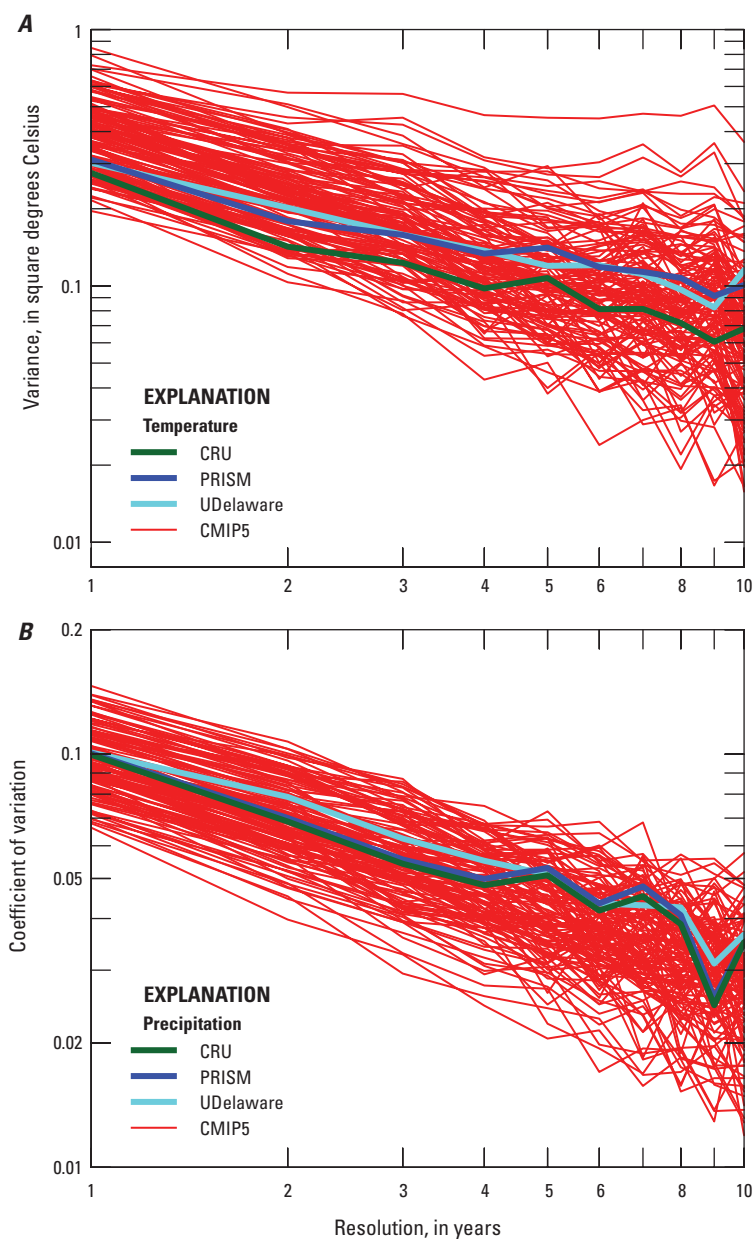 A
1
0.1
0.01
Variance, in square degrees Celsius
EXPLANATION
Temperature
CRU
PRISM
UDelaware
CMIP5
1 2 3 4 5 6 7 8 10
B
0.2
0.1
0.05
0.02
0.01
Coefficient of variation
EXPLANATION
Precipitation
CRU
PRISM
UDelaware
CMIP5
1 2 3 4 5 6 7 8 10
Resolution, in years